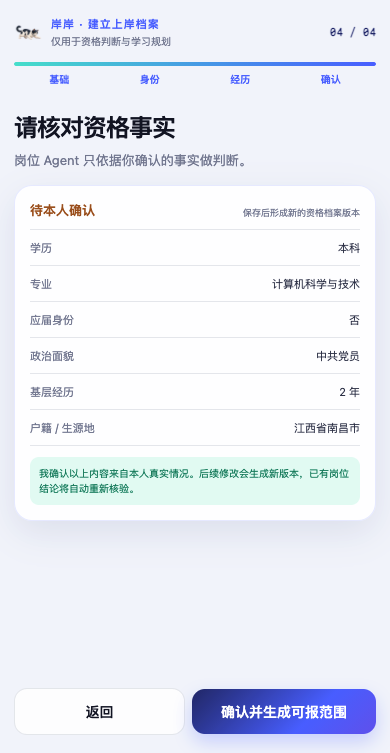 岸岸 · 建立上岸档案
仅用于资格判断与学习规划
04 / 04
基础 身份 经历 确认
请核对资格事实
岗位 Agent 只依据你确认的事实做判断。
待本人确认 保存后形成新的资格档案版本
学历 本科
专业 计算机科学与技术
应届身份 否
政治面貌 中共党员
基层经历 2 年
户籍 / 生源地 江西省南昌市
我确认以上内容来自本人真实情况。后续修改会生成新版本，已有岗位
结论将自动重新核验。
返回 确认并生成可报范围